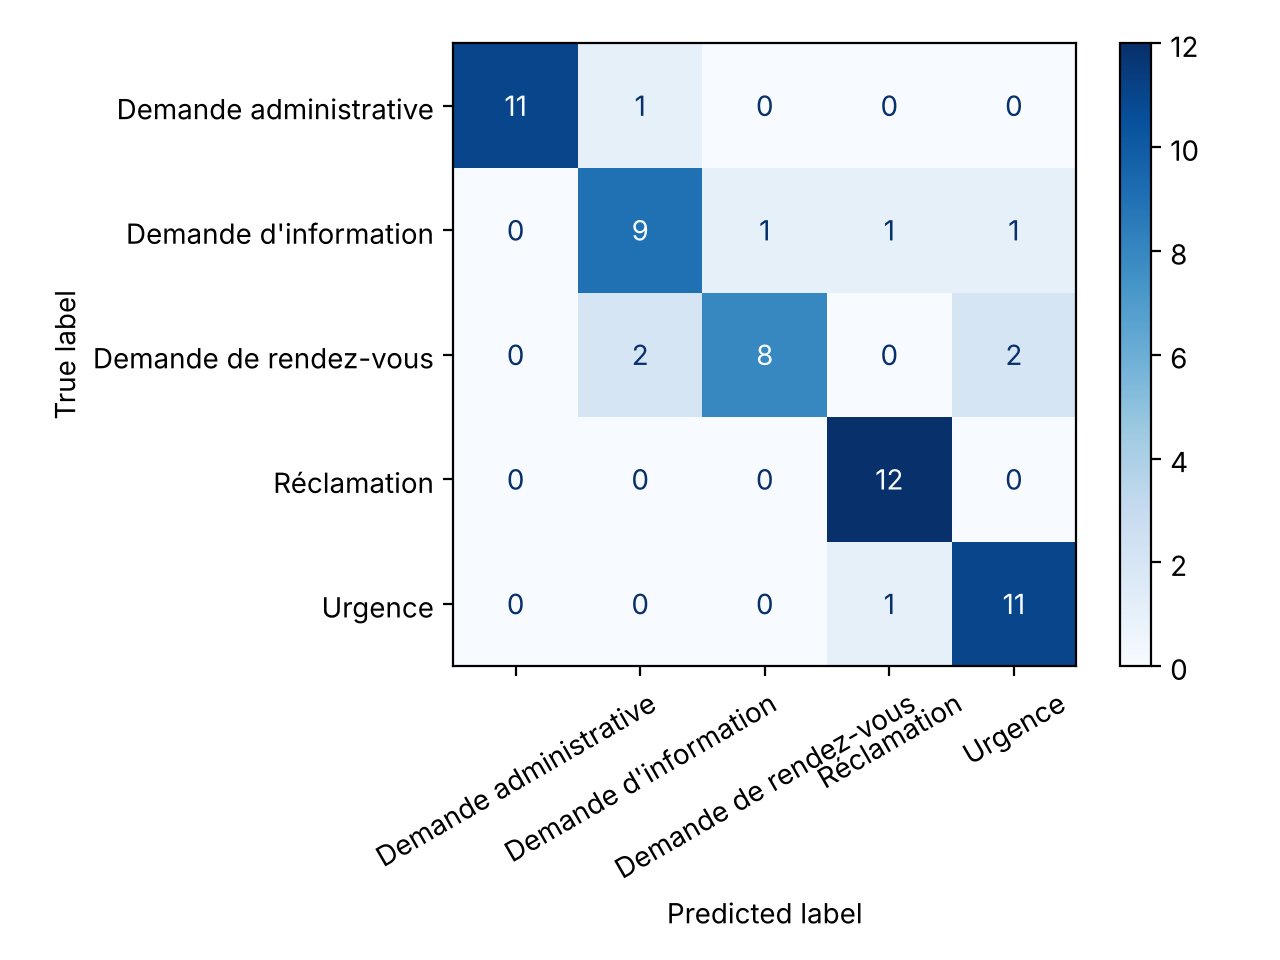 Demande administrative 11 1 0 0 0
Demande d'information 0 9 1 1 1
Demande de rendez-vous 0 2 8 0 2
Réclamation 0 0 0 12 0
Urgence 0 0 0 1 11
True label
Demande administrative
Demande d'information
Demande de rendez-vous
Réclamation
Urgence
Predicted label
12
10
8
6
4
2
0